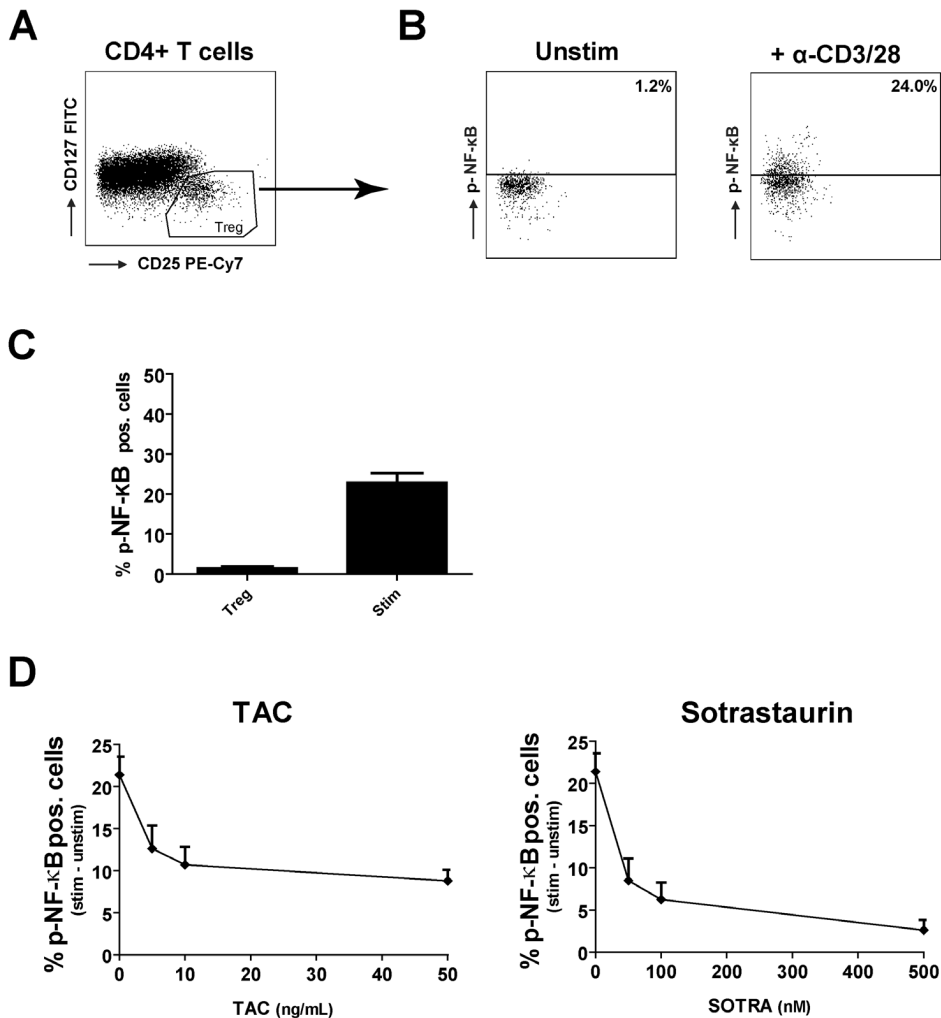 A
CD4+ T cells
CD127 FITC
Treg
CD25 PE-Cy7
B
Unstim
1.2%
p-NF-κB
+ α-CD3/28
24.0%
p-NF-κB
C
% p-NF-κB pos. cells
50
40
30
20
10
0
Treg
Stim
D
TAC
% p-NF-κB pos. cells
(stim - unstim)
25
20
15
10
5
0
0 10 20 30 40 50
TAC (ng/mL)
Sotrastaurin
% p-NF-κB pos. cells
(stim - unstim)
25
20
15
10
5
0
0 100 200 300 400 500
SOTRA (nM)